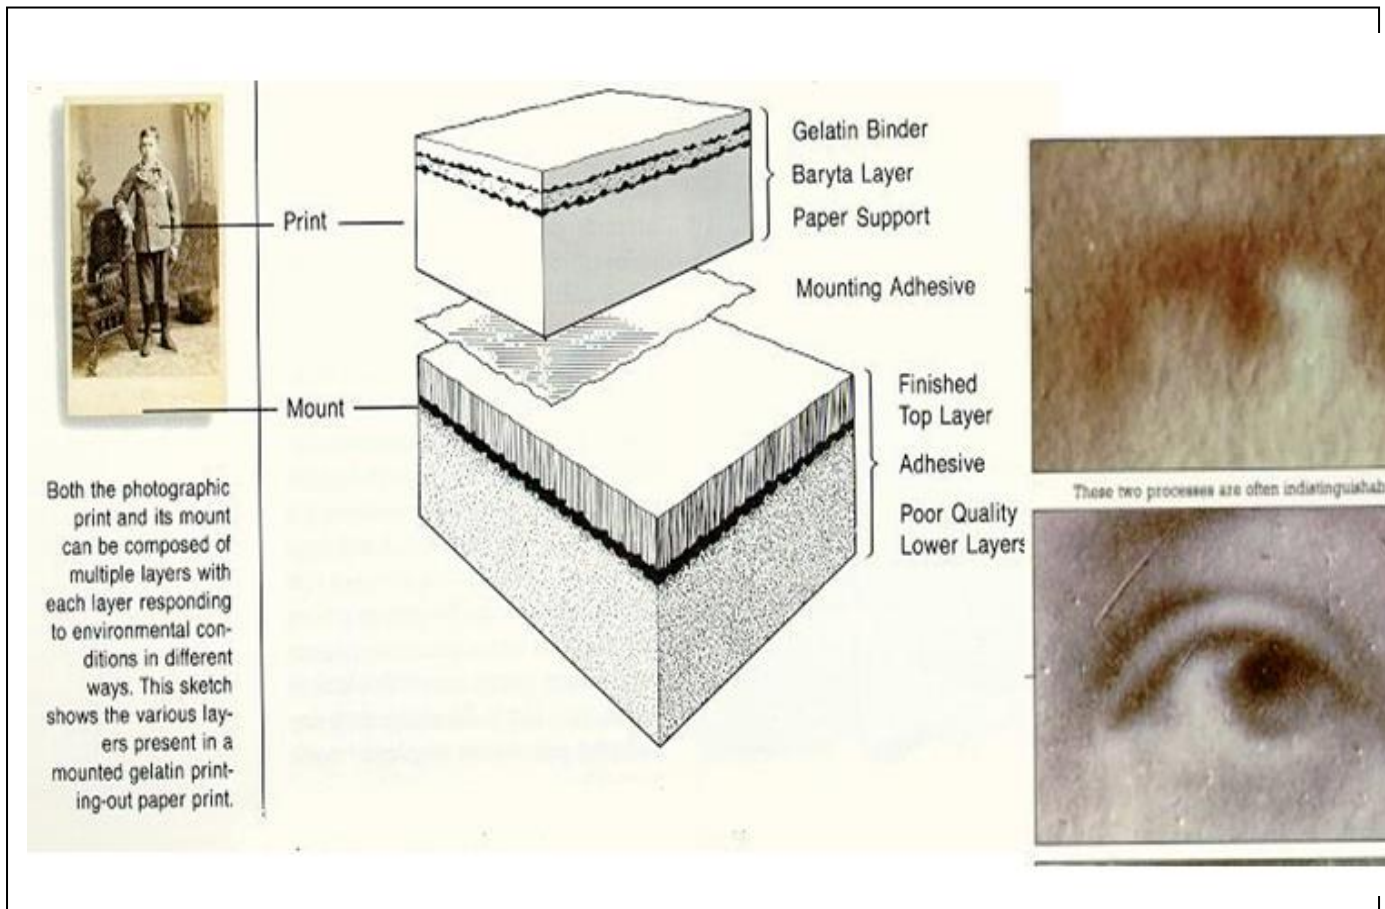 Print
Mount
Gelatin Binder
Baryta Layer
Paper Support
Mounting Adhesive
Finished
Top Layer
Adhesive
Poor Quality
Lower Layers
Both the photographic
print and its mount
can be composed of
multiple layers with
each layer responding
to environmental con-
ditions in different
ways. This sketch
shows the various lay-
ers present in a
mounted gelatin print-
ing-out paper print.
These two processes are often